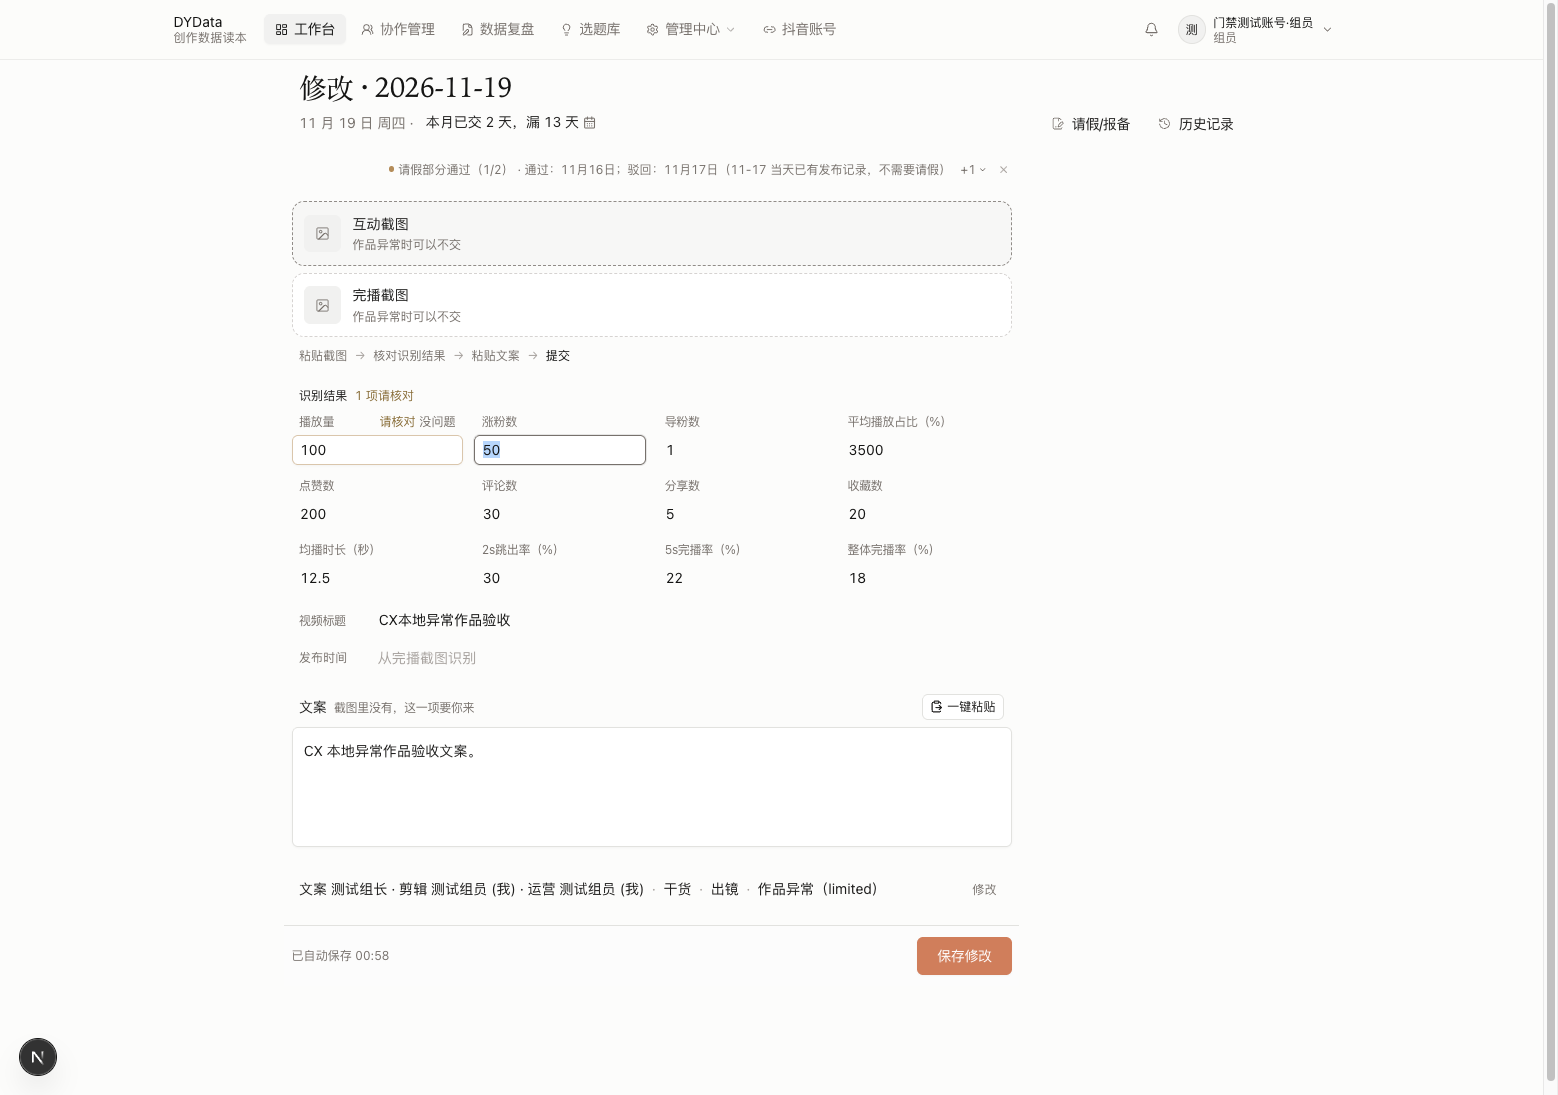 DYData
创作数据读本
工作台
协作管理
数据复盘
选题库
管理中心
抖音账号
测
门禁测试账号·组员
组员
修改 · 2026-11-19
11 月 19 日 周四 · 本月已交 2 天，漏 13 天
请假/报备
历史记录
请假部分通过（1/2） · 通过：11月16日；驳回：11月17日（11-17 当天已有发布记录，不需要请假） +1
互动截图
作品异常时可以不交
完播截图
作品异常时可以不交
粘贴截图 → 核对识别结果 → 粘贴文案 → 提交
识别结果 1 项请核对
播放量 请核对 没问题 涨粉数 导粉数 平均播放占比（%）
100 50 1 3500
点赞数 评论数 分享数 收藏数
200 30 5 20
均播时长（秒） 2s跳出率（%） 5s完播率（%） 整体完播率（%）
12.5 30 22 18
视频标题 CX本地异常作品验收
发布时间 从完播截图识别
文案 截图里没有，这一项要你来 一键粘贴
CX 本地异常作品验收文案。
文案 测试组长 · 剪辑 测试组员 (我) · 运营 测试组员 (我) · 干货 · 出镜 · 作品异常（limited） 修改
已自动保存 00:58 保存修改
N